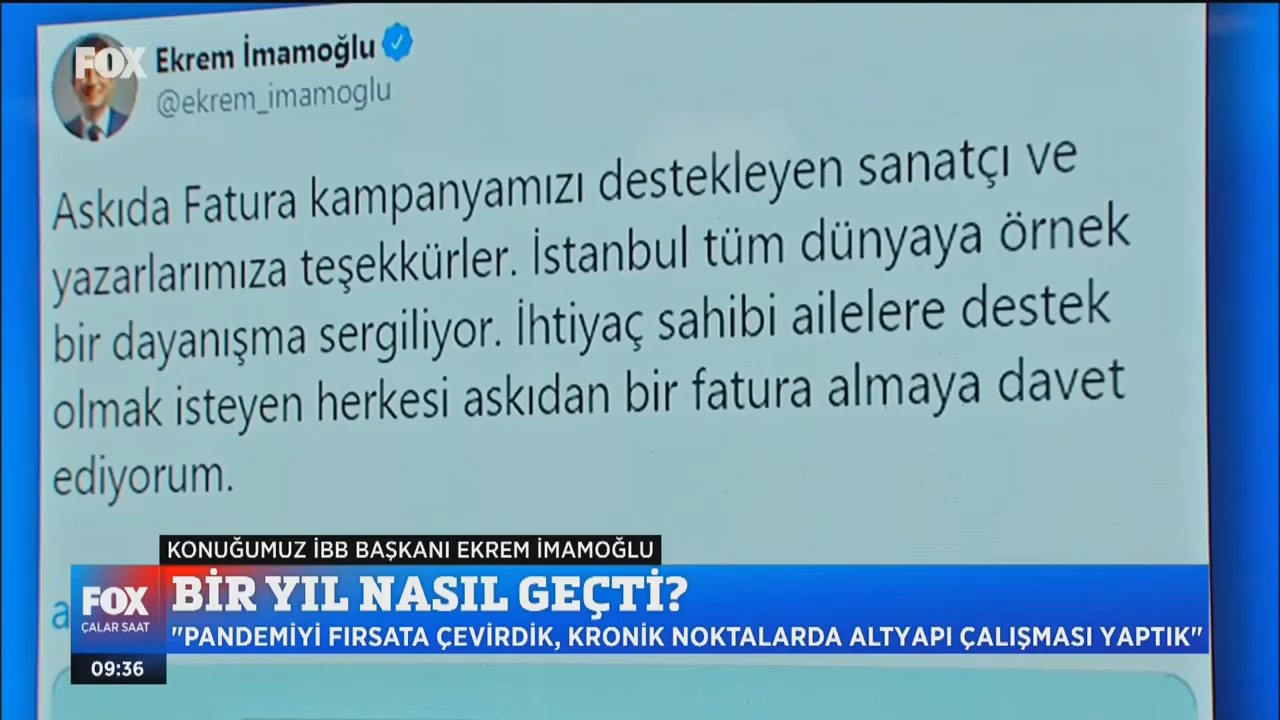 FOX
Ekrem İmamoğlu
@ekrem_imamoglu
Askıda Fatura kampanyamızı destekleyen sanatçı ve
yazarlarımıza teşekkürler. İstanbul tüm dünyaya örnek
bir dayanışma sergiliyor. İhtiyaç sahibi ailelere destek
olmak isteyen herkesi askıdan bir fatura almaya davet
ediyorum.
KONUĞUMUZ İBB BAŞKANI EKREM İMAMOĞLU
BİR YIL NASIL GEÇTİ?
FOX
ÇALAR SAAT
"PANDEMİYİ FIRSATA ÇEVİRDİK, KRONİK NOKTALARDA ALTYAPI ÇALIŞMASI YAPTIK"
09:36